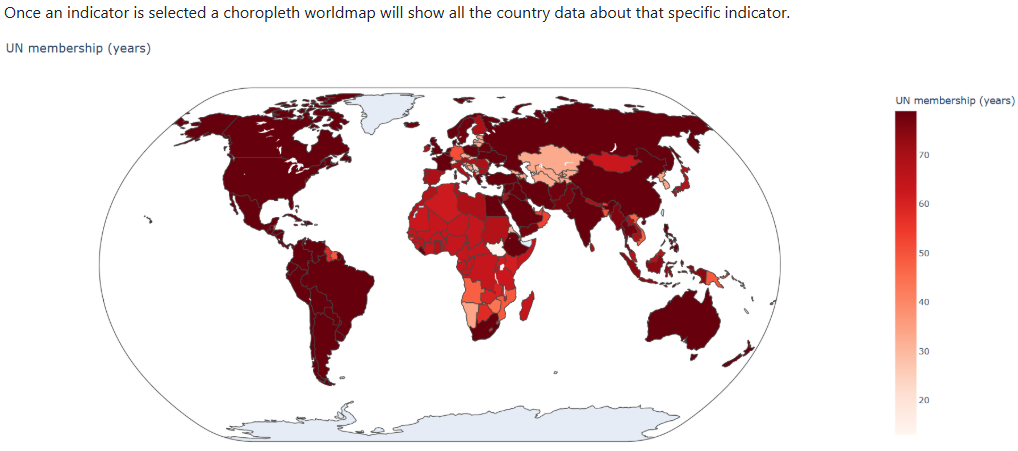 Once an indicator is selected a choropleth worldmap will show all the country data about that specific indicator.
UN membership (years)
UN membership (years)
70
60
50
40
30
20